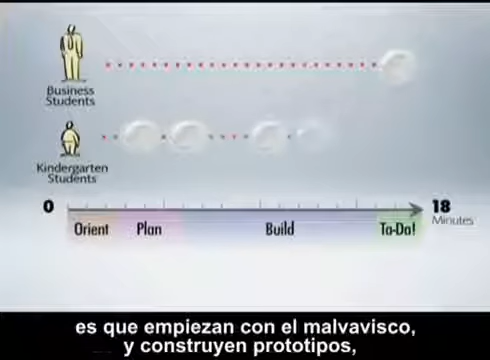 Business
Students
Kindergarten
Students
0
18
Minutes
Orient
Plan
Build
Ta-Da!
es que empiezan con el malvavisco,
y construyen prototipos,